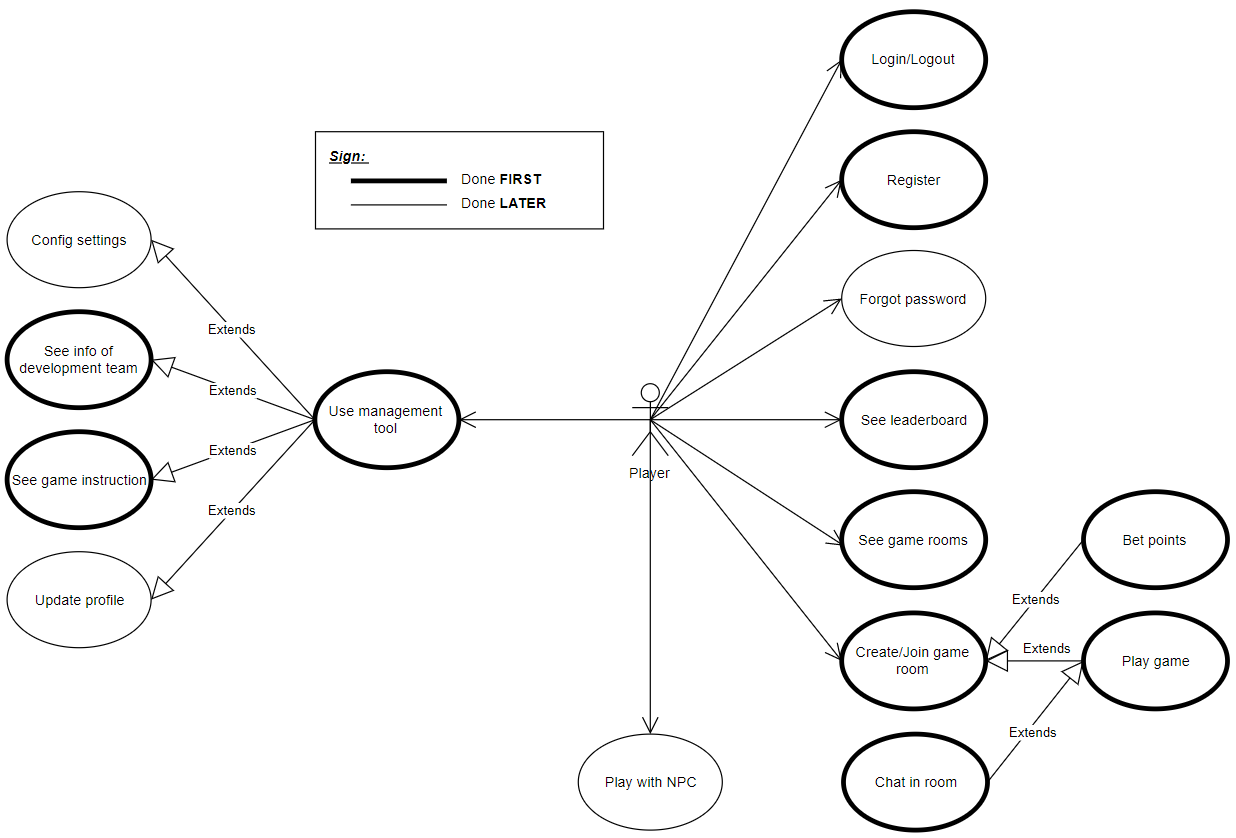 Login/Logout
Sign:
Done FIRST
Done LATER
Register
Config settings
Forgot password
Extends
See info of
development team
Extends
Use management
tool
See leaderboard
Extends
Player
See game instruction
Extends
See game rooms
Bet points
Update profile
Extends
Create/Join game
room
Extends
Play game
Extends
Play with NPC
Chat in room